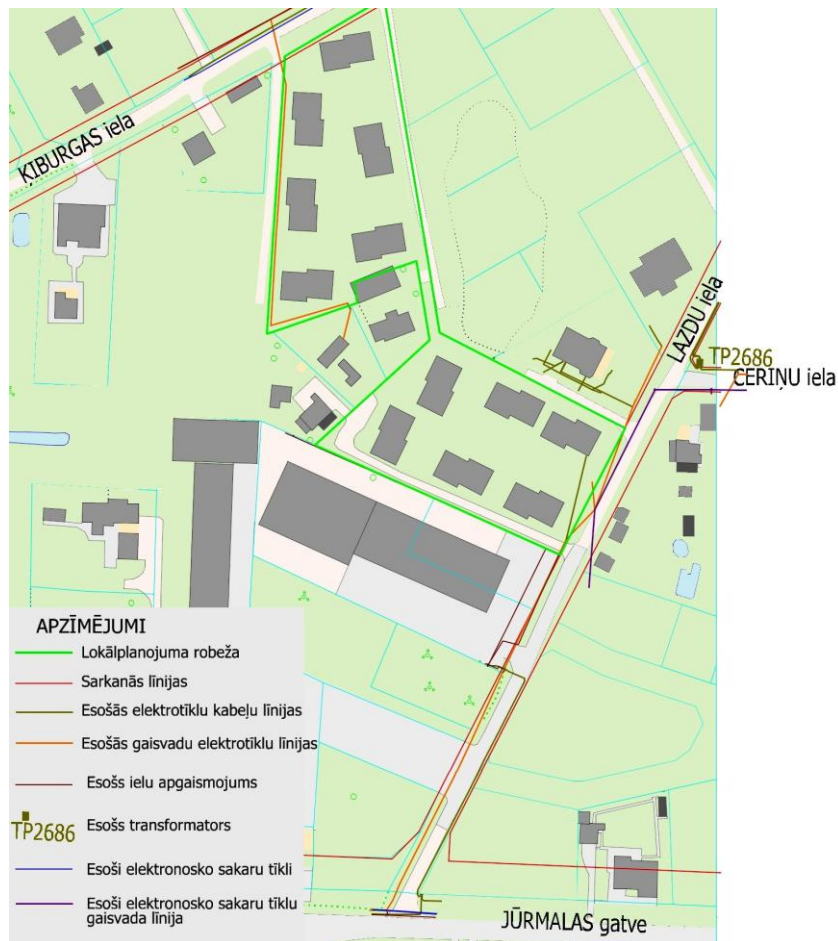 ĶIBURGAS iela
LAZDU iela
TP2686
CERIŅU iela
APZĪMĒJUMI
Lokālplanojuma robeža
Sarkanās līnijas
Esošās elektrotīklu kabeļu līnijas
Esošās gaisvadu elektrotīklu līnijas
Esošs ielu apgaismojums
TP2686 Esošs transformators
Esoši elektronosko sakaru tīkli
Esoši elektronosko sakaru tīklu
gaisvada līnija
JŪRMALAS gatve